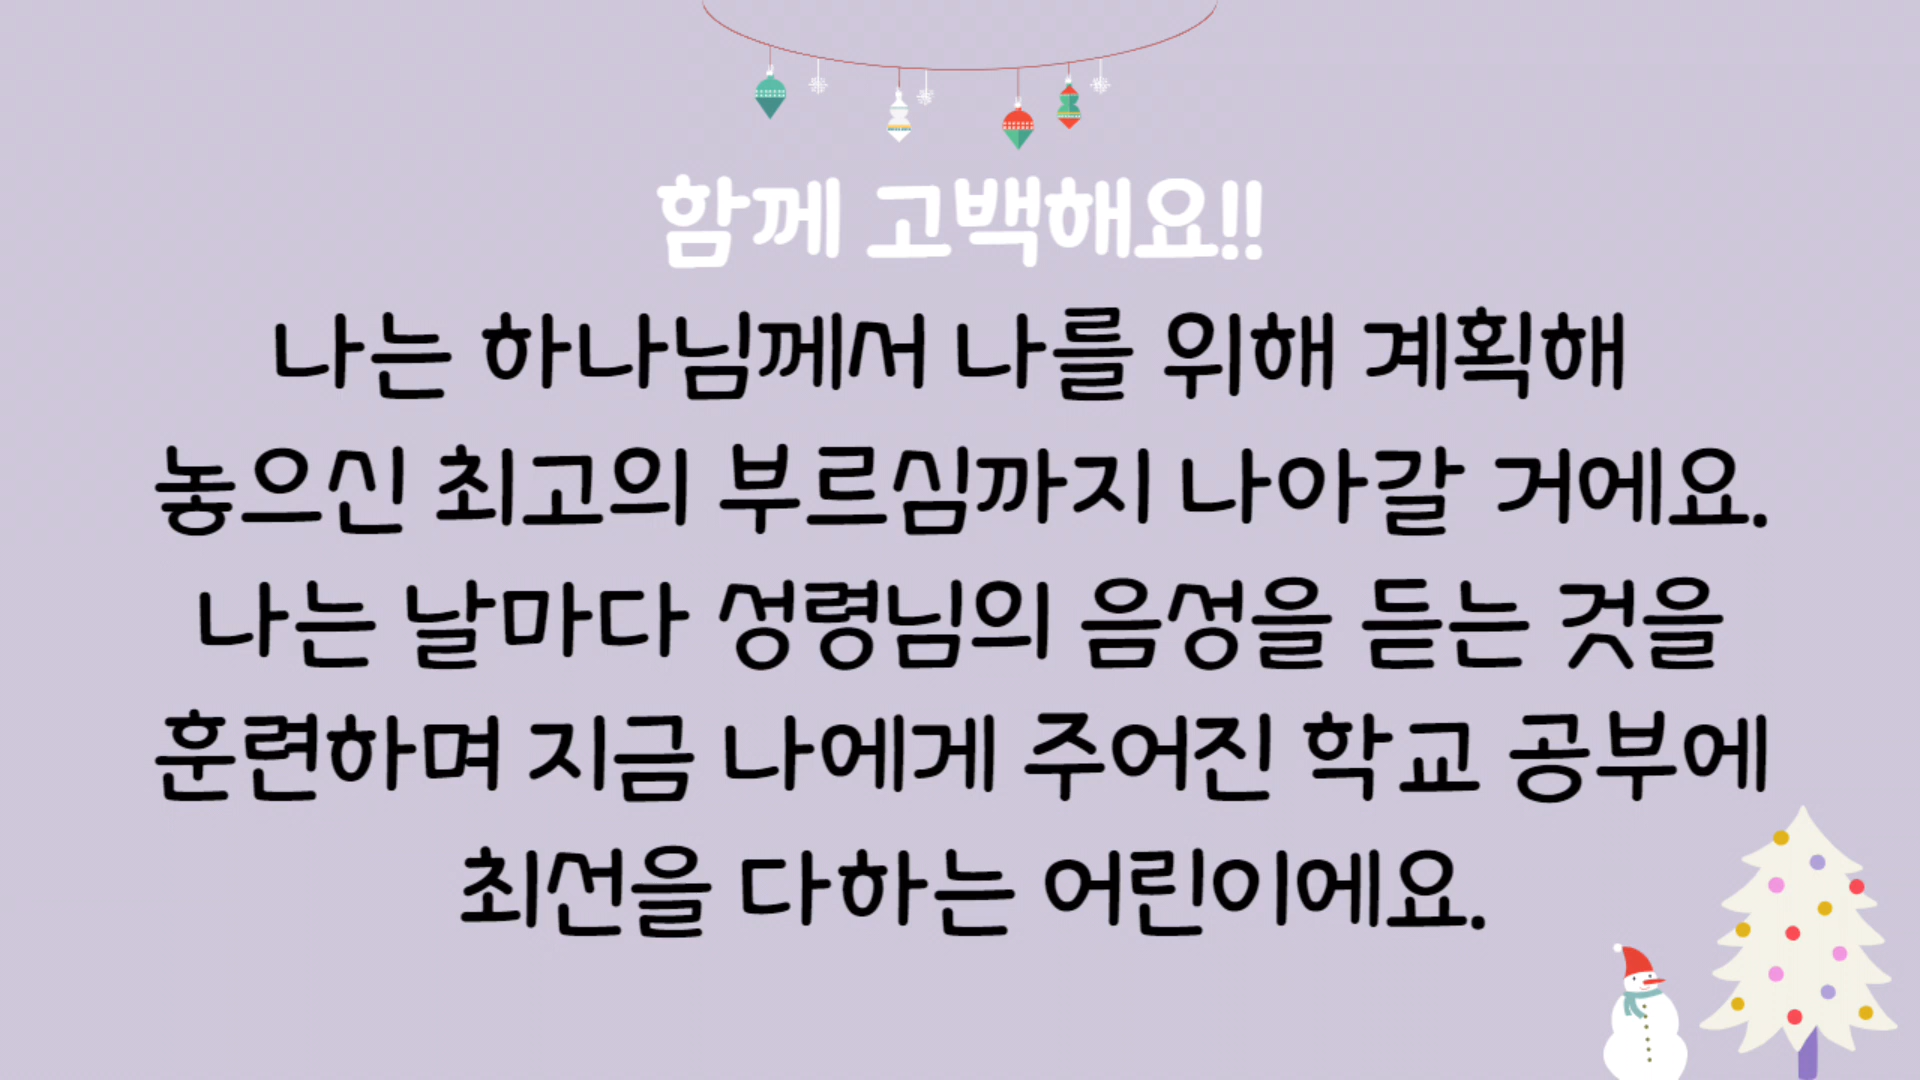 함께 고백해요!!
나는 하나님께서 나를 위해 계획해
놓으신 최고의 부르심까지 나아갈 거에요.
나는 날마다 성령님의 음성을 듣는 것을
훈련하며 지금 나에게 주어진 학교 공부에
최선을 다하는 어린이에요.